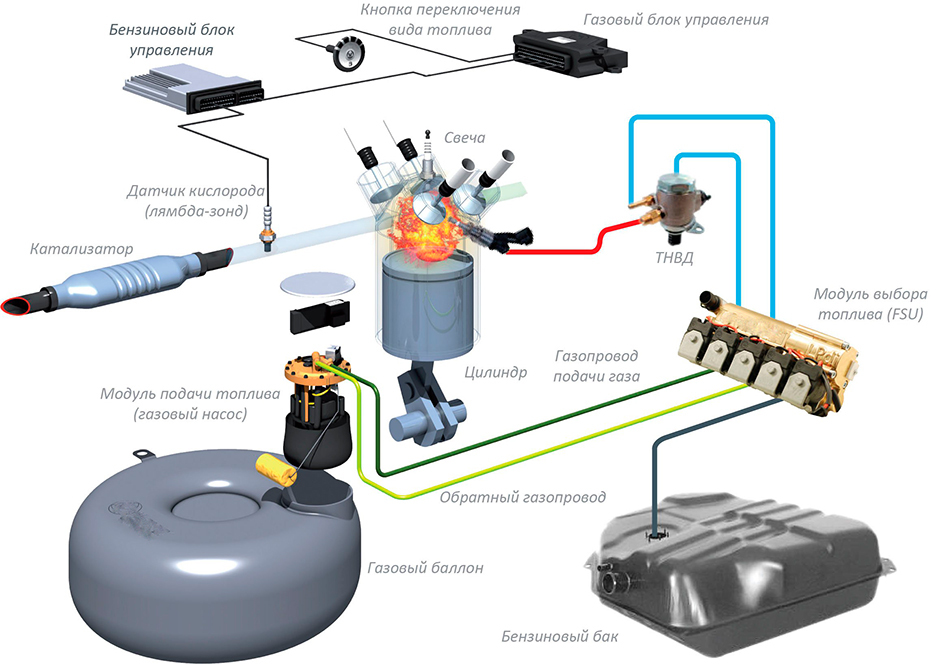 Кнопка переключения
вида топлива
Газовый блок управления
Бензиновый блок
управления
Свеча
Датчик кислорода
(лямбда-зонд)
Катализатор
ТНВД
Модуль выбора
топлива (FSU)
Газопровод
подачи газа
Цилиндр
Модуль подачи топлива
(газовый насос)
Обратный газопровод
Газовый баллон
Бензиновый бак